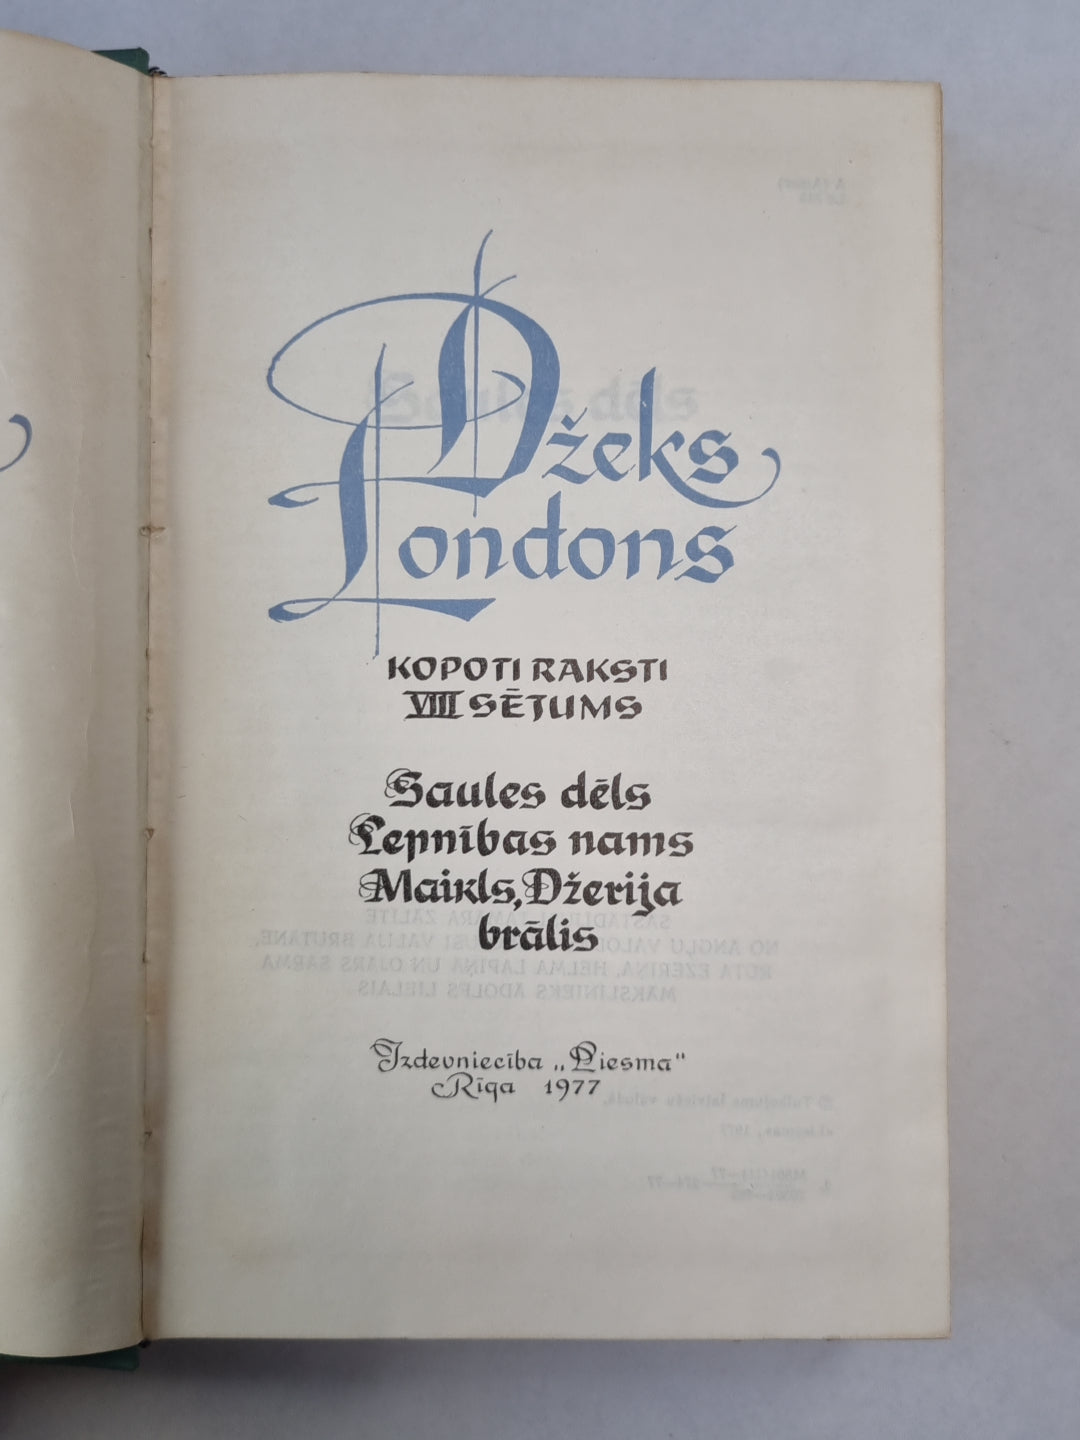 Džeks
Londons
KOPOTI RAKSTI
VIII SĒJUMS
Saules dēls
Lepnības nams
Maikls, Džerija
brālis
Izdevniecība „Liesma"
Rīga 1977